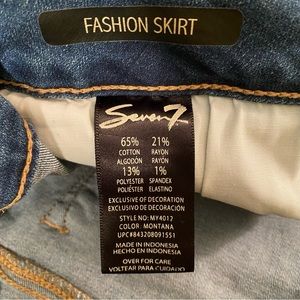 FASHION SKIRT
Seven7
65% 21%
COTTON RAYON
ALGODÓN RAYÓN
13% 1%
POLYESTER SPANDEX
POLIÉSTER ELASTINO
EXCLUSIVE OF DECORATION
EXCLUSIVO DE DECORACIÓN
STYLE NO: MY4012
COLOR: MONTANA
UPC#843208091551
MADE IN INDONESIA
HECHO EN INDONESIA
OVER FOR CARE
VOLTEAR PARA CUIDADO